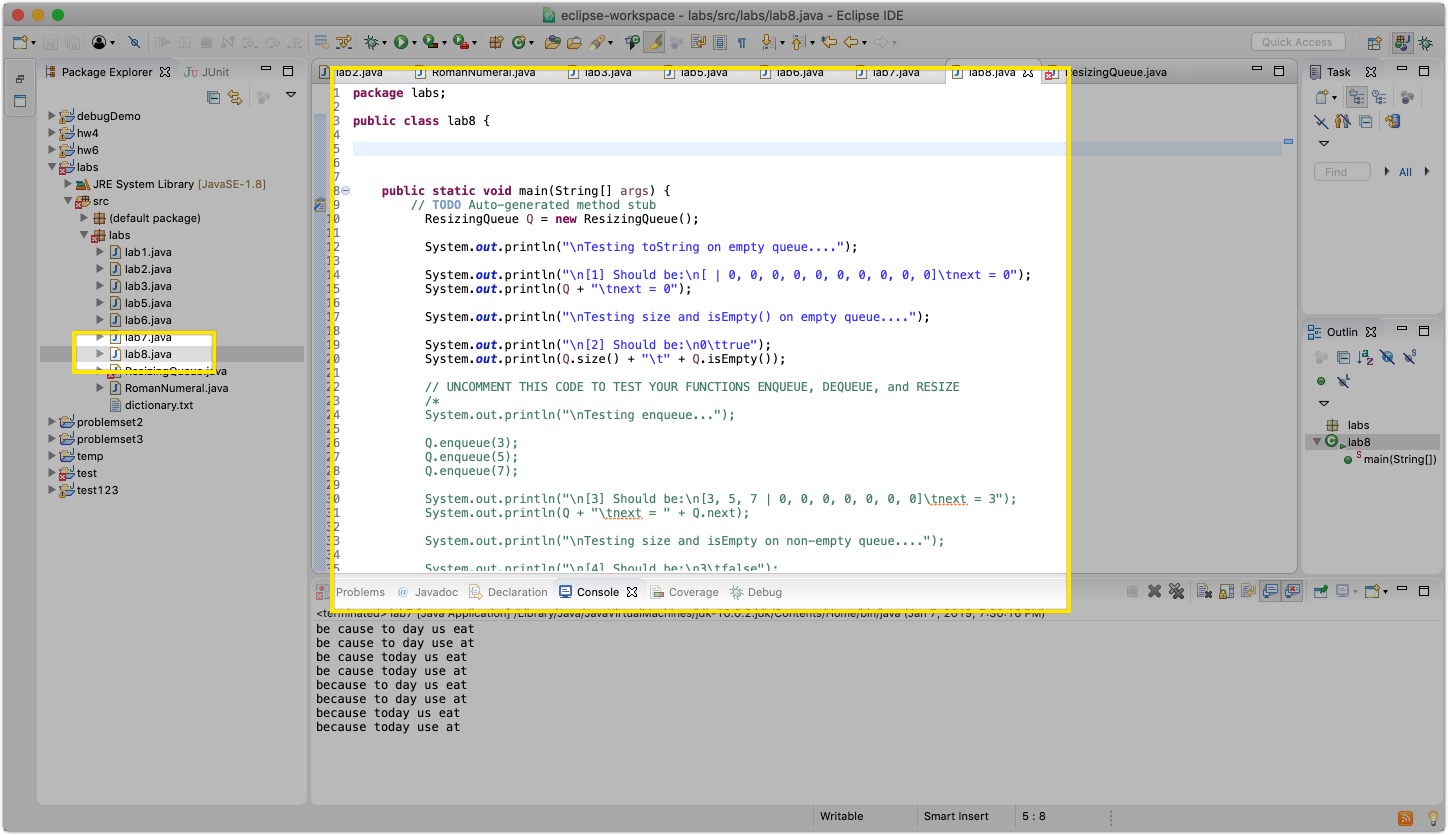 eclipse-workspace - labs/src/labs/lab8.java - Eclipse IDE
Quick Access
Package Explorer
JUnit
debugDemo
hw4
hw6
labs
JRE System Library [JavaSE-1.8]
src
(default package)
labs
lab1.java
lab2.java
lab3.java
lab5.java
lab6.java
lab7.java
lab8.java
ResizingQueue.java
RomanNumeral.java
dictionary.txt
problemset2
problemset3
temp
test
test123
lab2.java RomanNumeral.java lab3.java lab5.java lab6.java lab7.java lab8.java ResizingQueue.java
1 package labs;
2
3 public class lab8 {
4
5
6
7
8 public static void main(String[] args) {
9 // TODO Auto-generated method stub
10 ResizingQueue Q = new ResizingQueue();
11
12 System.out.println("\nTesting toString on empty queue....");
13
14 System.out.println("\n[1] Should be:\n[ | 0, 0, 0, 0, 0, 0, 0, 0, 0, 0]\tnext = 0");
15 System.out.println(Q + "\tnext = 0");
16
17 System.out.println("\nTesting size and isEmpty() on empty queue....");
18
19 System.out.println("\n[2] Should be:\n0\ttrue");
20 System.out.println(Q.size() + "\t" + Q.isEmpty());
21
22 // UNCOMMENT THIS CODE TO TEST YOUR FUNCTIONS ENQUEUE, DEQUEUE, and RESIZE
23 /*
24 System.out.println("\nTesting enqueue...");
25
26 Q.enqueue(3);
27 Q.enqueue(5);
28 Q.enqueue(7);
29
30 System.out.println("\n[3] Should be:\n[3, 5, 7 | 0, 0, 0, 0, 0, 0, 0]\tnext = 3");
31 System.out.println(Q + "\tnext = " + Q.next);
32
33 System.out.println("\nTesting size and isEmpty on non-empty queue....");
34
35 System.out.println("\n[4] Should be:\n3\tfalse");
Problems Javadoc Declaration Console Coverage Debug
<terminated> lab7 [Java Application] /Library/Java/JavaVirtualMachines/jdk-10.0.2.jdk/Contents/Home/bin/java (Jan 7, 2019, 7:30:16 PM)
be cause to day us eat
be cause to day use at
be cause today us eat
be cause today use at
because to day us eat
because to day use at
because today us eat
because today use at
Task
Find
All
Outlin
labs
lab8
main(String[])
Writable
Smart Insert
5 : 8